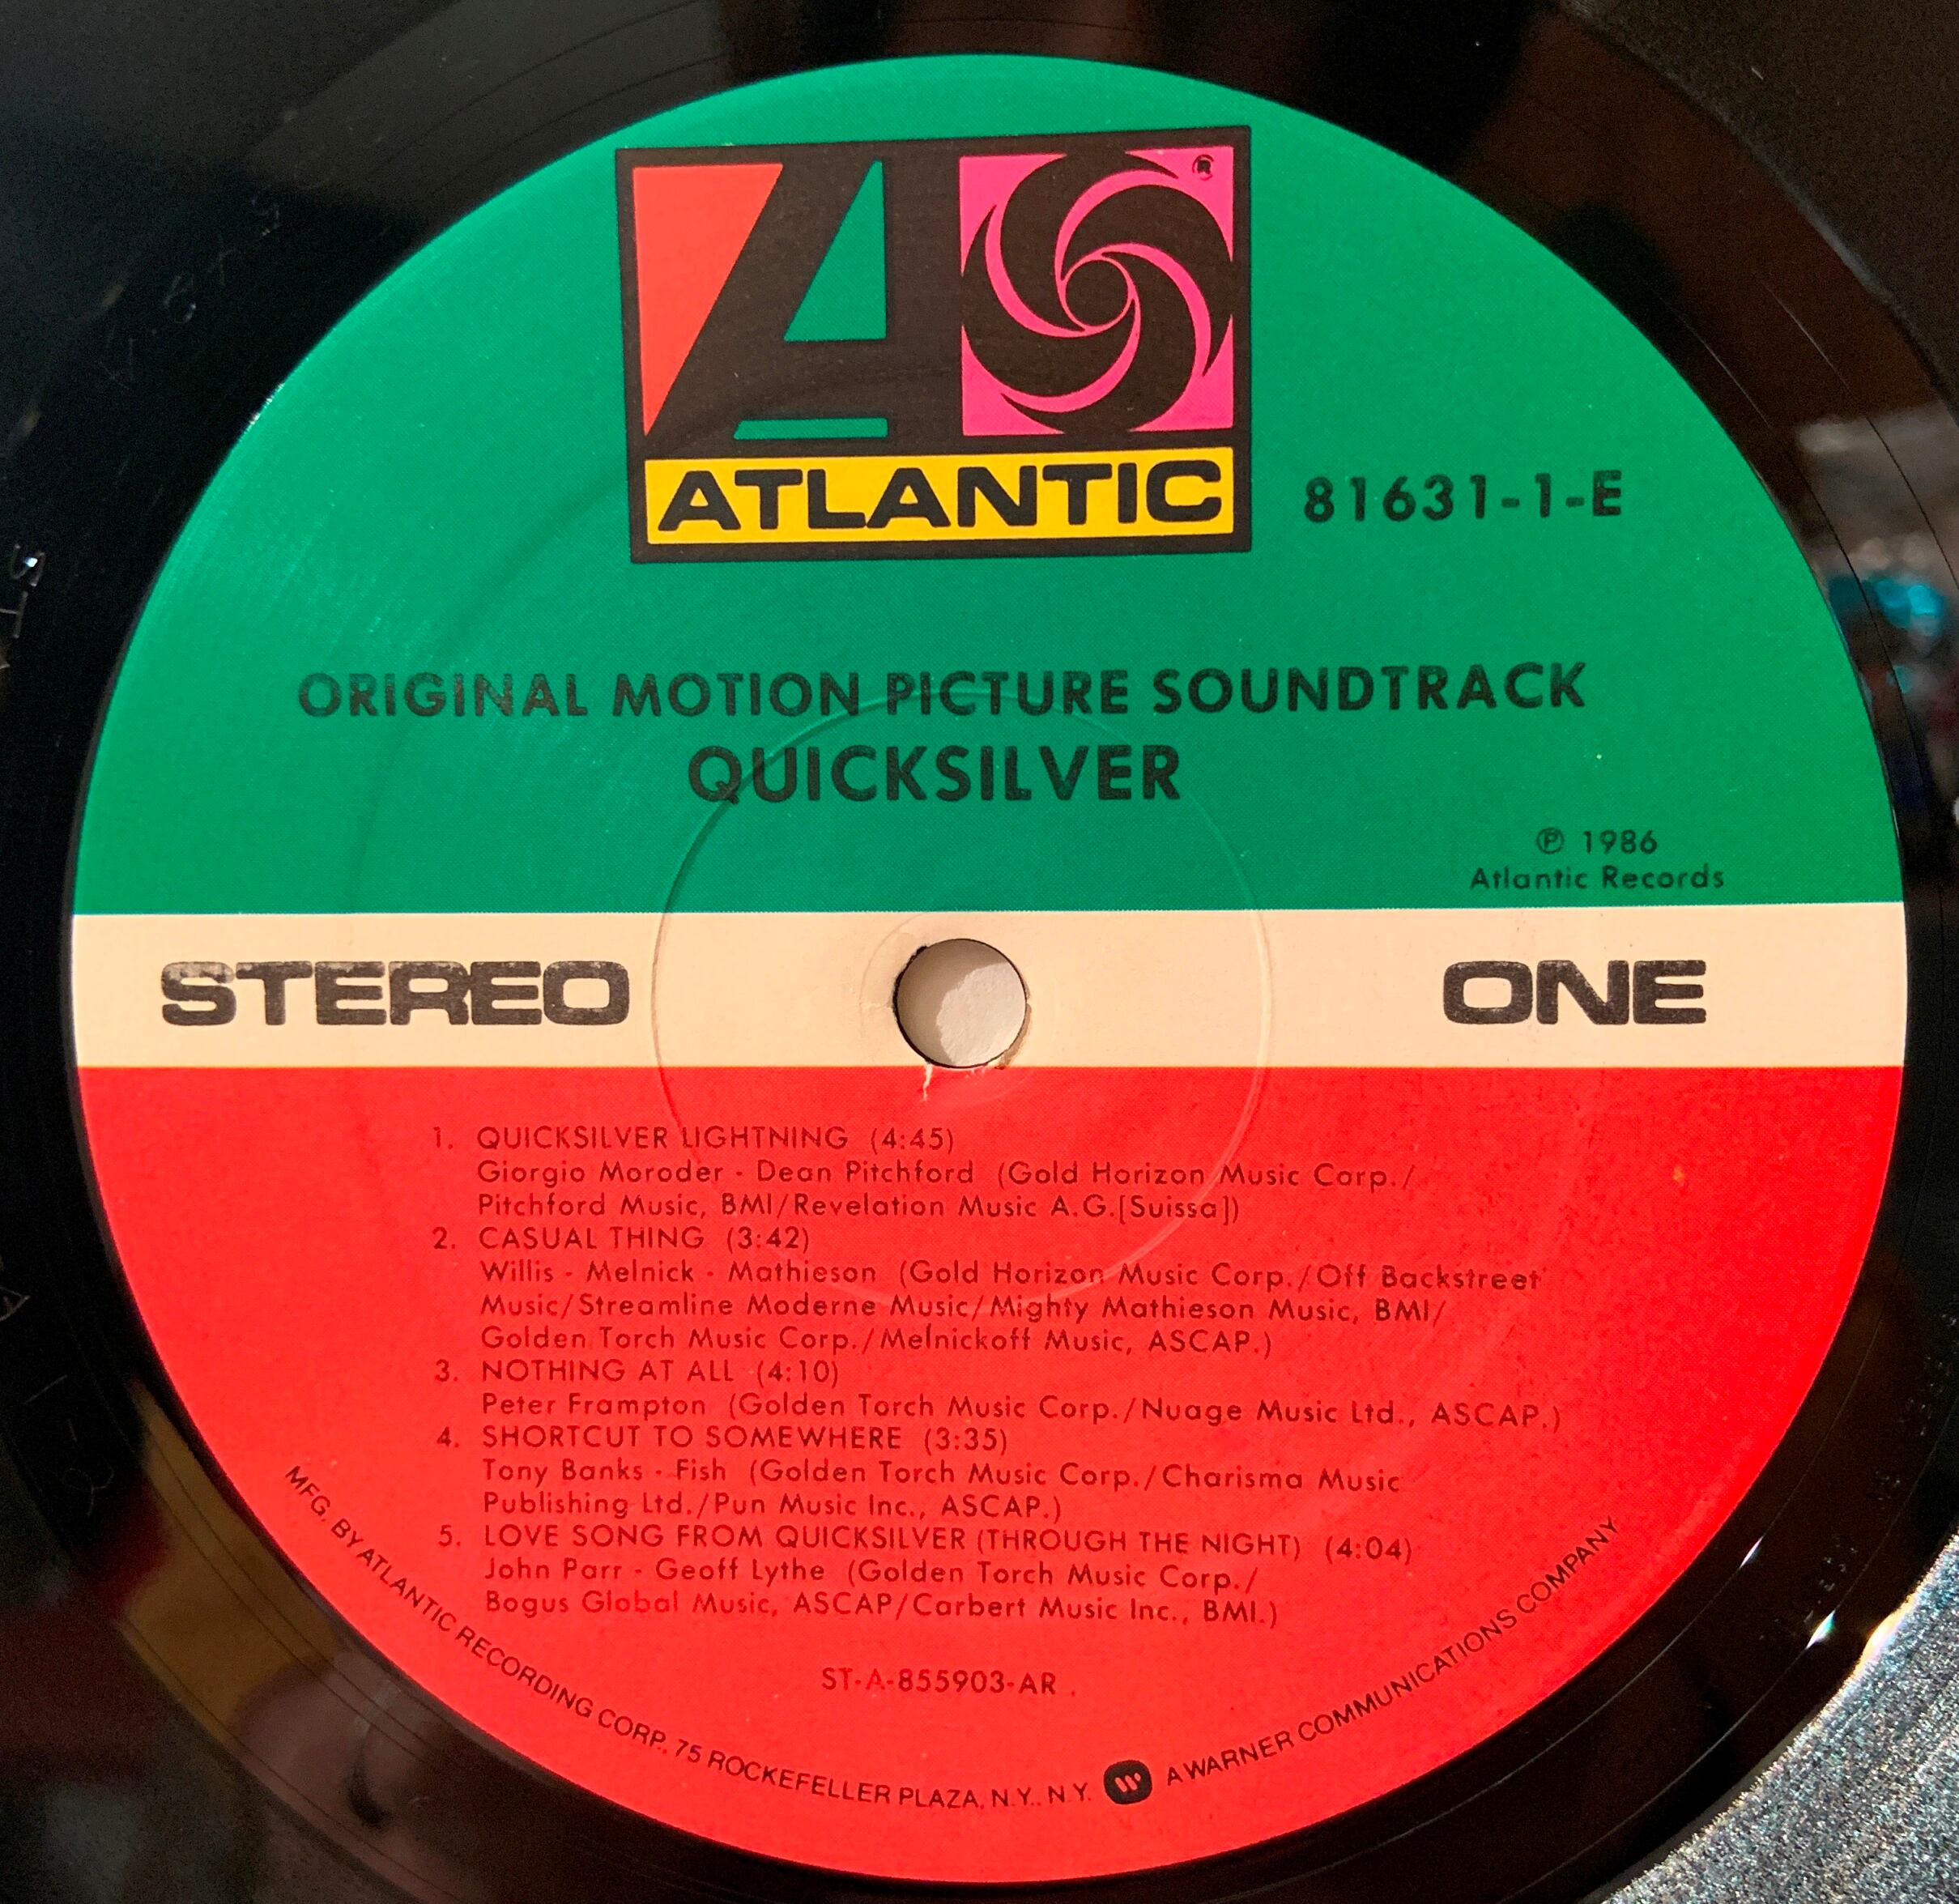 ATLANTIC
®
81631-1-E
ORIGINAL MOTION PICTURE SOUNDTRACK
QUICKSILVER
℗ 1986
Atlantic Records
STEREO
ONE
1. QUICKSILVER LIGHTNING (4:45)
Giorgio Moroder - Dean Pitchford (Gold Horizon Music Corp./
Pitchford Music, BMI/Revelation Music A.G.[Suissa])
2. CASUAL THING (3:42)
Willis - Melnick - Mathieson (Gold Horizon Music Corp./Off Backstreet
Music/Streamline Moderne Music/Mighty Mathieson Music, BMI/
Golden Torch Music Corp./Melnickoff Music, ASCAP.)
3. NOTHING AT ALL (4:10)
Peter Frampton (Golden Torch Music Corp./Nuage Music Ltd., ASCAP.)
4. SHORTCUT TO SOMEWHERE (3:35)
Tony Banks - Fish (Golden Torch Music Corp./Charisma Music
Publishing Ltd./Pun Music Inc., ASCAP.)
5. LOVE SONG FROM QUICKSILVER (THROUGH THE NIGHT) (4:04)
John Parr - Geoff Lythe (Golden Torch Music Corp./
Bogus Global Music, ASCAP/Carbert Music Inc., BMI.)
ST-A-855903-AR
MFG. BY ATLANTIC RECORDING CORP., 75 ROCKEFELLER PLAZA, N.Y., N.Y. A WARNER COMMUNICATIONS COMPANY